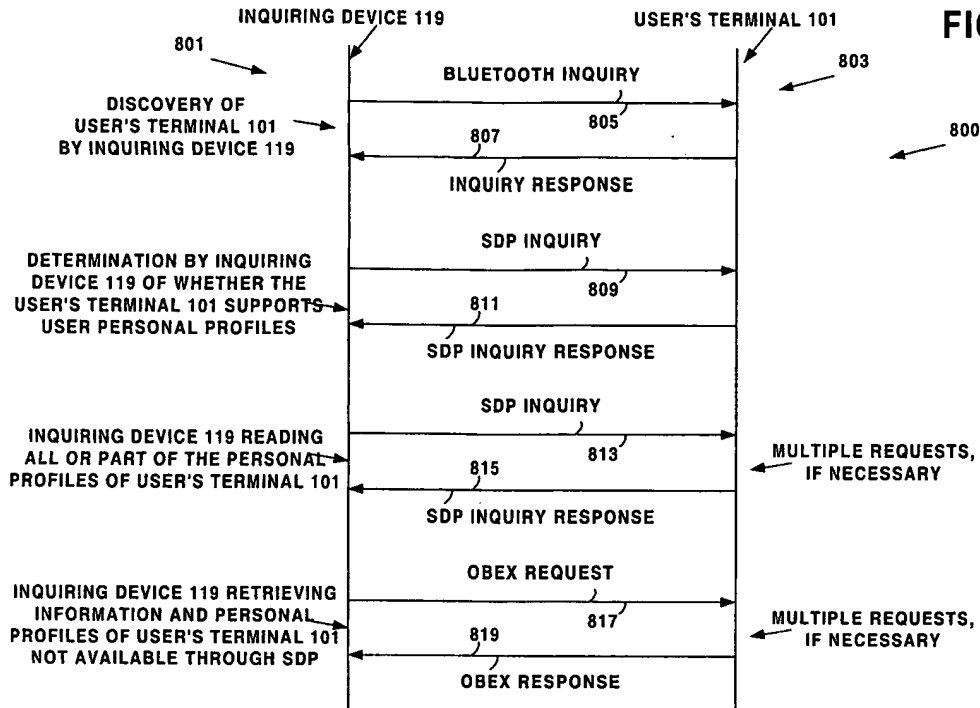 INQUIRING DEVICE 119
USER'S TERMINAL 101
FIG
801
803
BLUETOOTH INQUIRY
805
DISCOVERY OF
USER'S TERMINAL 101
BY INQUIRING DEVICE 119
807
INQUIRY RESPONSE
800
SDP INQUIRY
809
DETERMINATION BY INQUIRING
DEVICE 119 OF WHETHER THE
USER'S TERMINAL 101 SUPPORTS
USER PERSONAL PROFILES
811
SDP INQUIRY RESPONSE
SDP INQUIRY
813
INQUIRING DEVICE 119 READING
ALL OR PART OF THE PERSONAL
PROFILES OF USER'S TERMINAL 101
815
SDP INQUIRY RESPONSE
MULTIPLE REQUESTS,
IF NECESSARY
OBEX REQUEST
817
INQUIRING DEVICE 119 RETRIEVING
INFORMATION AND PERSONAL
PROFILES OF USER'S TERMINAL 101
NOT AVAILABLE THROUGH SDP
819
OBEX RESPONSE
MULTIPLE REQUESTS,
IF NECESSARY